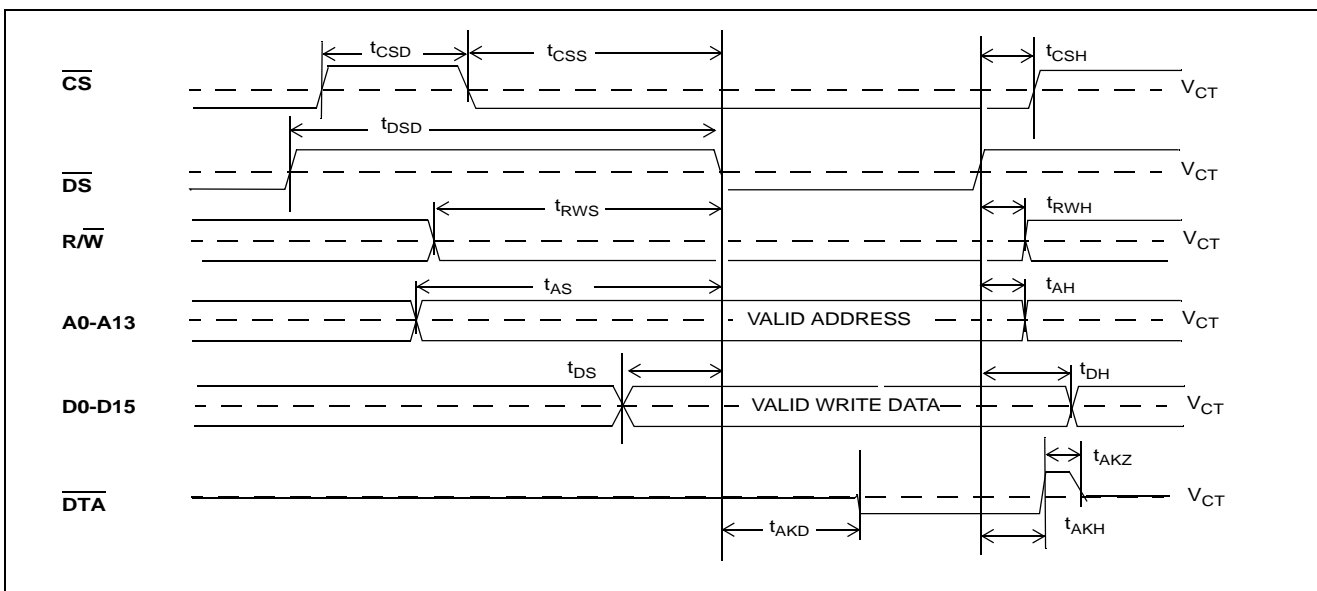 tCSD
tCSS
tCSH
CS
VCT
tDSD
DS
VCT
tRWS
tRWH
R/W
VCT
tAS
tAH
A0-A13
VALID ADDRESS
VCT
tDS
tDH
D0-D15
VALID WRITE DATA
VCT
tAKZ
DTA
VCT
tAKD
tAKH